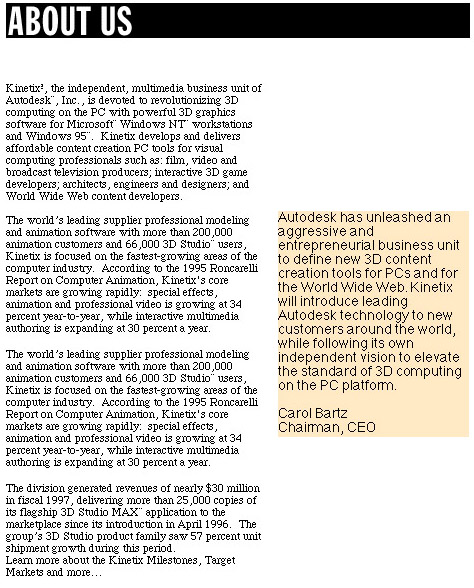 ABOUT US
Kinetix², the independent, multimedia business unit of
Autodesk¨, Inc., is devoted to revolutionizing 3D
computing on the PC with powerful 3D graphics
software for Microsoft¨ Windows NT¨ workstations
and Windows 95¨.  Kinetix develops and delivers
affordable content creation PC tools for visual
computing professionals such as: film, video and
broadcast television producers; interactive 3D game
developers; architects, engineers and designers; and
World Wide Web content developers.
The world's leading supplier professional modeling
and animation software with more than 200,000
animation customers and 66,000 3D Studio¨ users,
Kinetix is focused on the fastest-growing areas of the
computer industry.  According to the 1995 Roncarelli
Report on Computer Animation, Kinetix's core
markets are growing rapidly:  special effects,
animation and professional video is growing at 34
percent year-to-year, while interactive multimedia
authoring is expanding at 30 percent a year.
The world's leading supplier professional modeling
and animation software with more than 200,000
animation customers and 66,000 3D Studio¨ users,
Kinetix is focused on the fastest-growing areas of the
computer industry.  According to the 1995 Roncarelli
Report on Computer Animation, Kinetix's core
markets are growing rapidly:  special effects,
animation and professional video is growing at 34
percent year-to-year, while interactive multimedia
authoring is expanding at 30 percent a year.
The division generated revenues of nearly $30 million
in fiscal 1997, delivering more than 25,000 copies of
its flagship 3D Studio MAX¨ application to the
marketplace since its introduction in April 1996.  The
group's 3D Studio product family saw 57 percent unit
shipment growth during this period.
Learn more about the Kinetix Milestones, Target
Markets and more...
Autodesk has unleashed an
aggressive and
entrepreneurial business unit
to define new 3D content
creation tools for PCs and for
the World Wide Web. Kinetix
will introduce leading
Autodesk technology to new
customers around the world,
while following its own
independent vision to elevate
the standard of 3D computing
on the PC platform.
Carol Bartz
Chairman, CEO